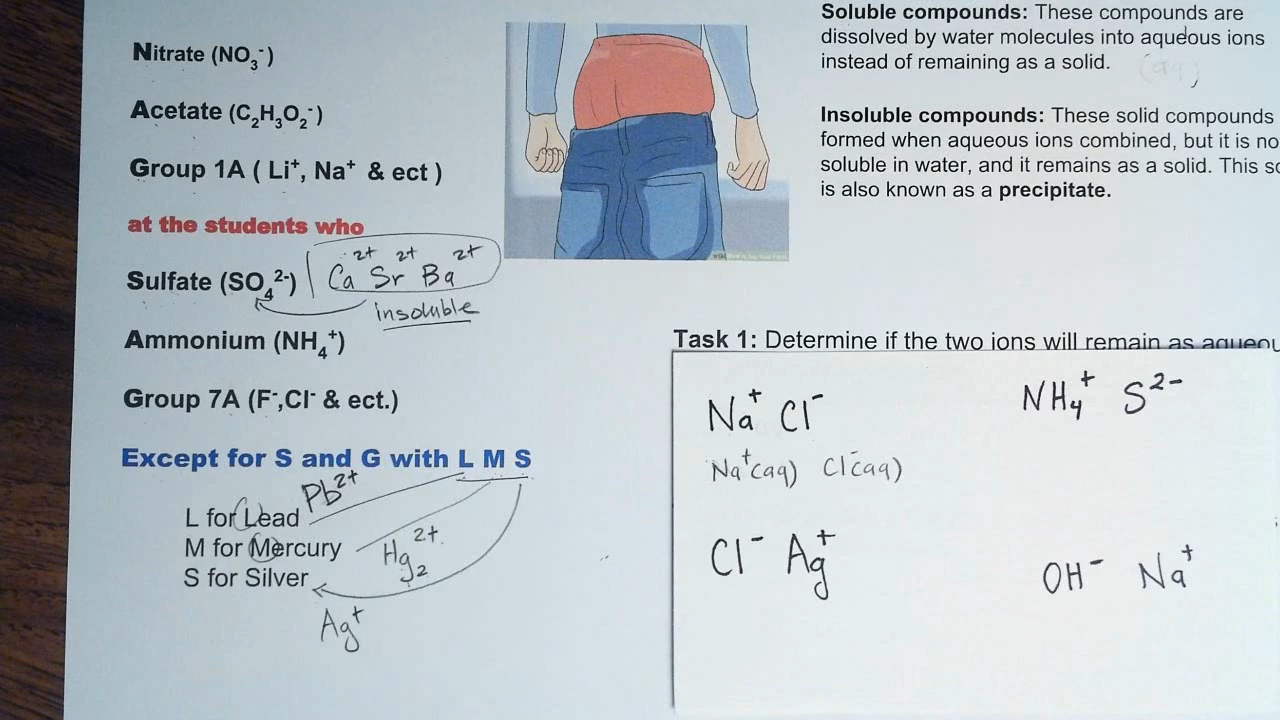 Nitrate (NO₃⁻)
Acetate (C₂H₃O₂⁻)
Group 1A ( Li⁺, Na⁺ & ect )
at the students who
Sulfate (SO₄²⁻) Ca²⁺ Sr²⁺ Ba²⁺
insoluble
Ammonium (NH₄⁺)
Group 7A (F⁻,Cl⁻ & ect.)
Except for S and G with L M S
Pb²⁺
L for Lead
M for Mercury
Hg₂²⁺
S for Silver
Ag⁺
Soluble compounds: These compounds are
dissolved by water molecules into aqueous ions
instead of remaining as a solid. (aq)
Insoluble compounds: These solid compounds
formed when aqueous ions combined, but it is
soluble in water, and it remains as a solid. This
is also known as a precipitate.
Task 1: Determine if the two ions will remain as
Na⁺ Cl⁻
Na⁺(aq) Cl⁻(aq)
NH₄⁺ S²⁻
Cl⁻ Ag⁺
OH⁻ Na⁺